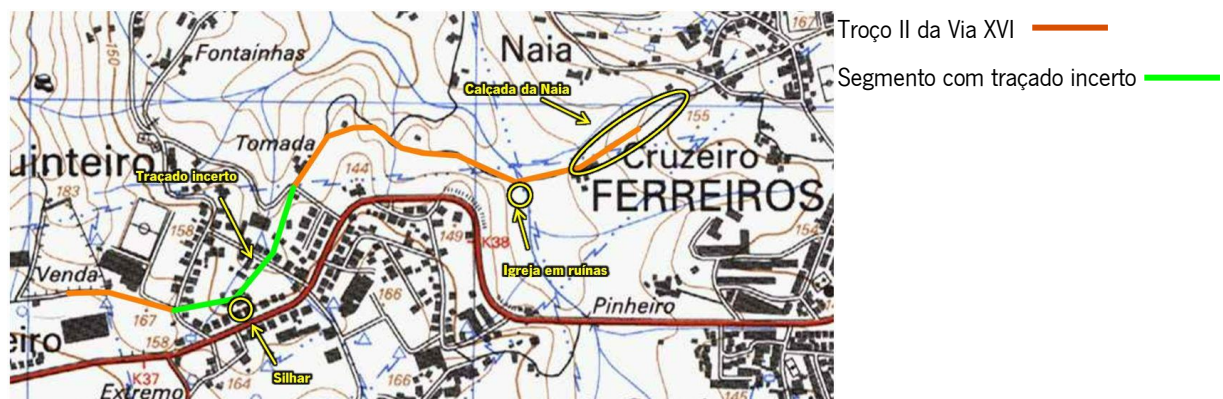 Troço II da Via XVI
Segmento com traçado incerto
160
Fontainhas
Naia
167
Calçada da Naia
155
Tomada
uinteiro
Cruzeiro
FERREIROS
144
183
Traçado incerto
158
149
K38
154
Igreja em ruínas
Venda
166
Pinheiro
167
eiro
158
Silhar
K37
164
166
Extremo
145